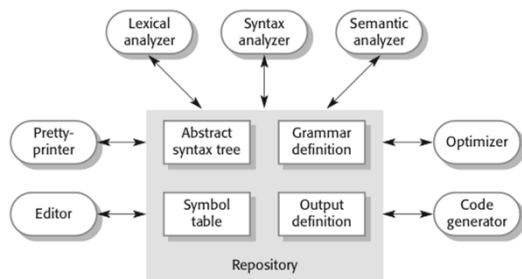 Lexical
analyzer
Syntax
analyzer
Semantic
analyzer
Pretty-
printer
Abstract
syntax tree
Grammar
definition
Optimizer
Editor
Symbol
table
Output
definition
Code
generator
Repository